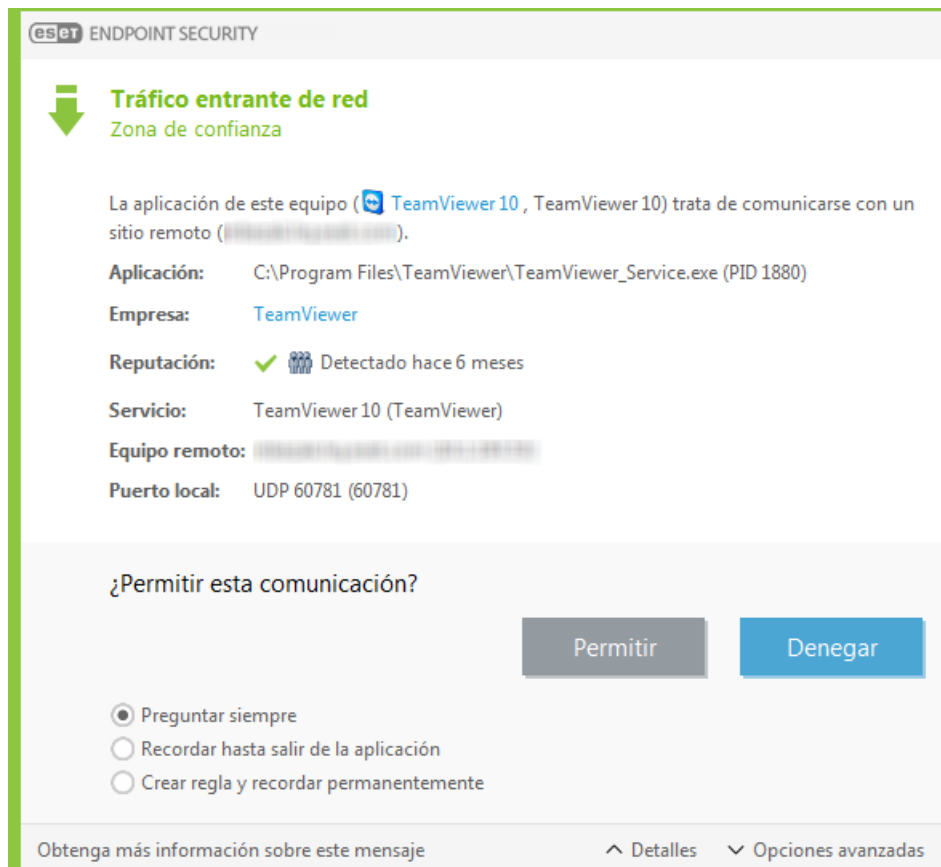 eset ENDPOINT SECURITY
Tráfico entrante de red
Zona de confianza
La aplicación de este equipo ( TeamViewer 10 , TeamViewer 10) trata de comunicarse con un
sitio remoto ( ).
Aplicación: C:\Program Files\TeamViewer\TeamViewer_Service.exe (PID 1880)
Empresa: TeamViewer
Reputación: Detectado hace 6 meses
Servicio: TeamViewer 10 (TeamViewer)
Equipo remoto:
Puerto local: UDP 60781 (60781)
¿Permitir esta comunicación?
Permitir Denegar
Preguntar siempre
Recordar hasta salir de la aplicación
Crear regla y recordar permanentemente
Obtenga más información sobre este mensaje Detalles Opciones avanzadas